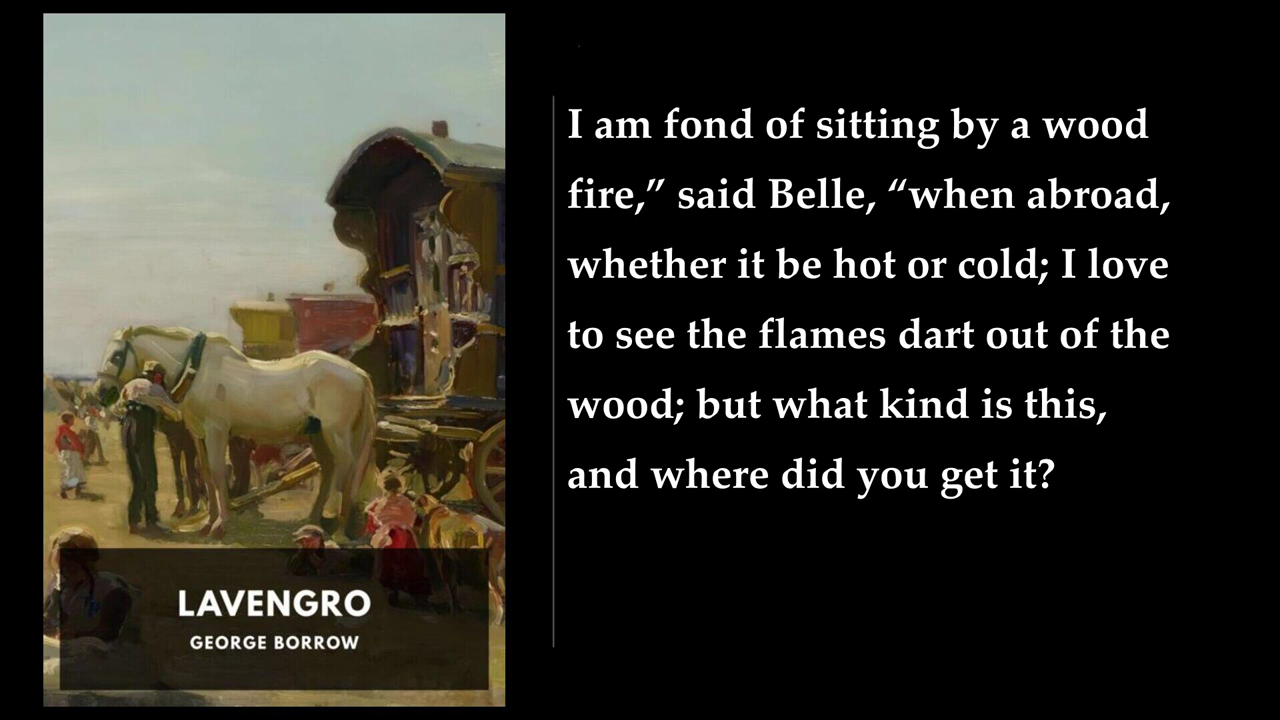 LAVENGRO
GEORGE BORROW
I am fond of sitting by a wood
fire,” said Belle, “when abroad,
whether it be hot or cold; I love
to see the flames dart out of the
wood; but what kind is this,
and where did you get it?